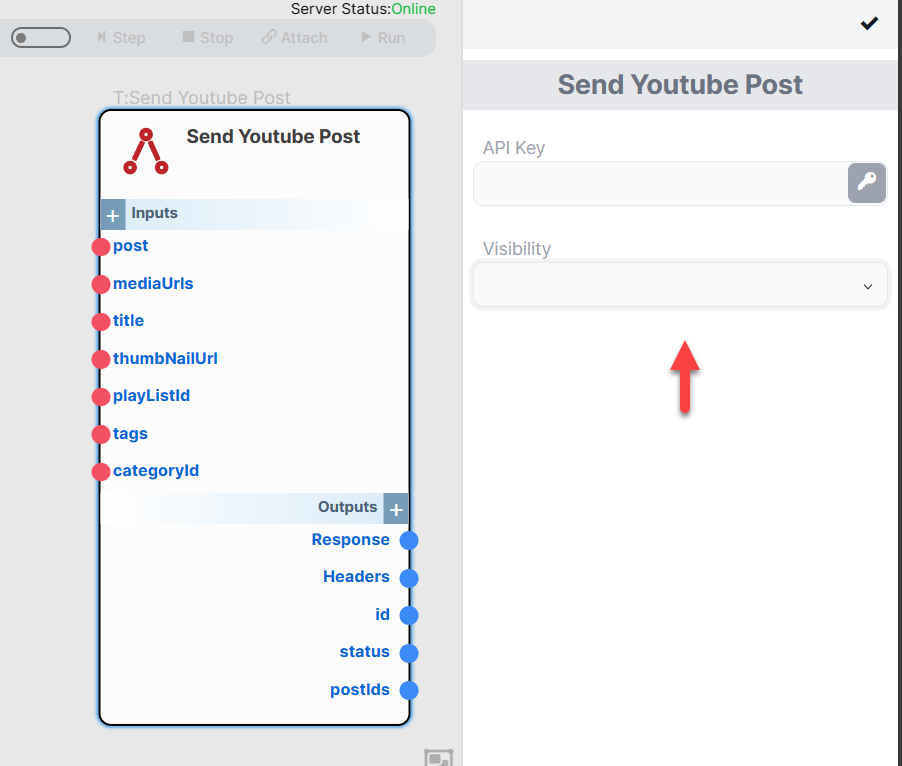 Server Status:Online
Step Stop Attach Run
T:Send Youtube Post
Send Youtube Post
Inputs
post
mediaUrls
title
thumbNailUrl
playListId
tags
categoryId
Outputs
Response
Headers
id
status
postIds
Send Youtube Post
API Key
Visibility